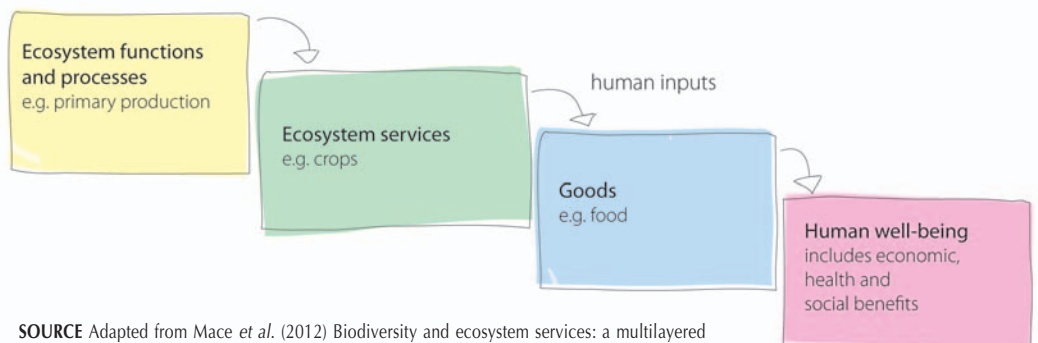 Ecosystem functions
and processes
e.g. primary production
Ecosystem services
e.g. crops
human inputs
Goods
e.g. food
Human well-being
includes economic,
health and
social benefits
SOURCE Adapted from Mace et al. (2012) Biodiversity and ecosystem services: a multilayered